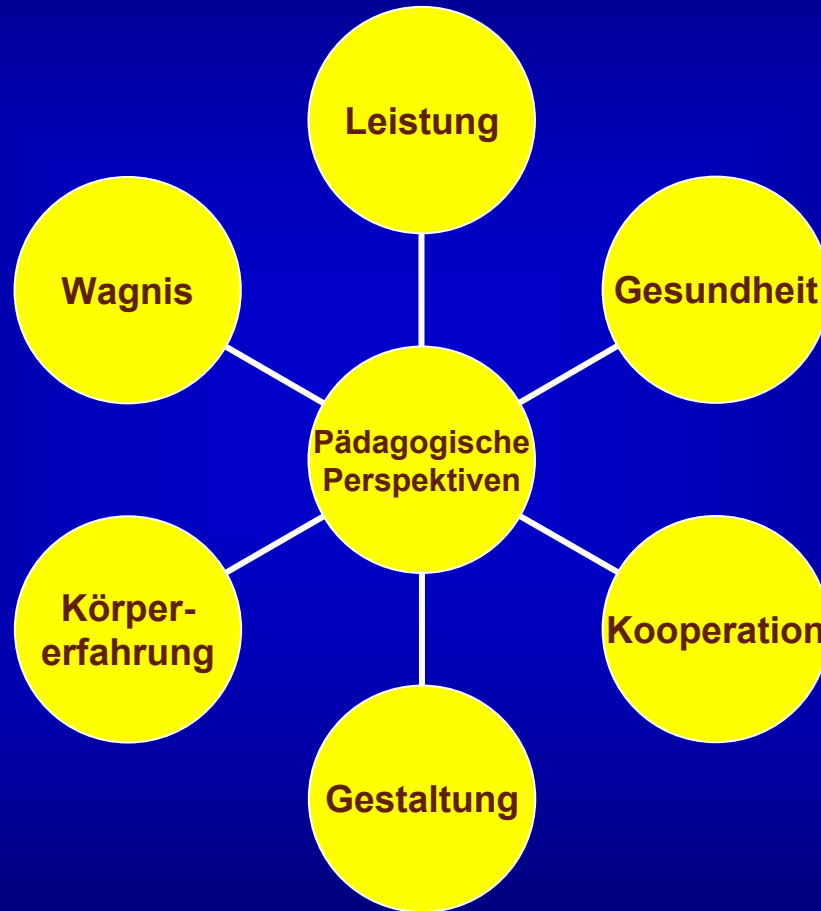 Leistung
Wagnis
Gesundheit
Pädagogische
Perspektiven
Körper-
erfahrung
Kooperation
Gestaltung